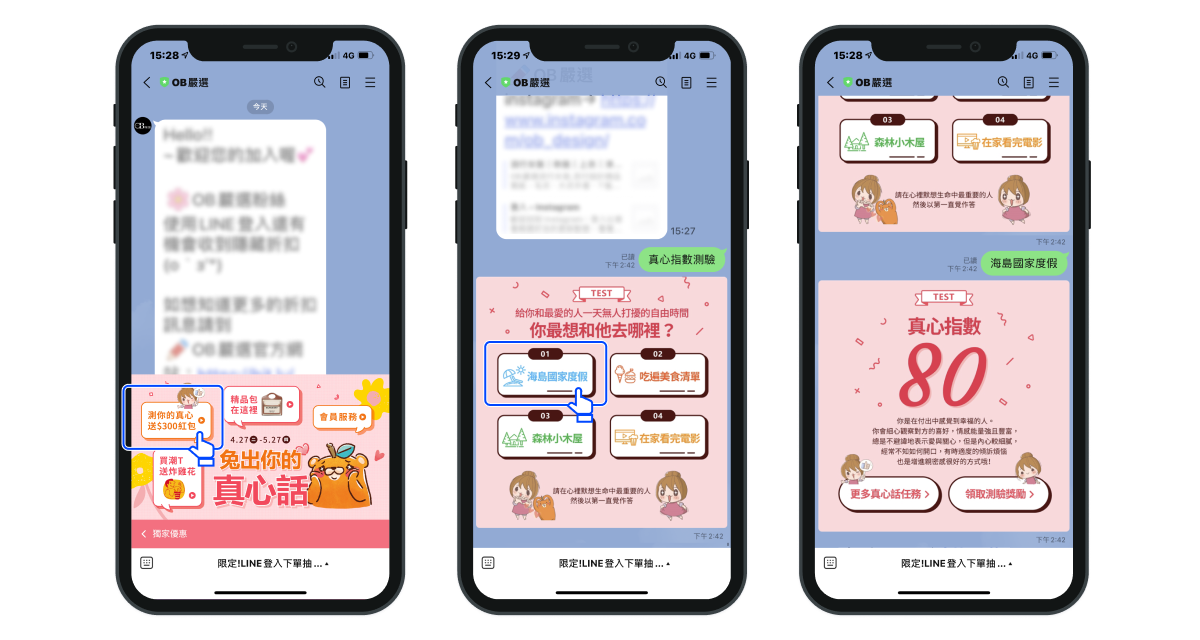 15:28
4G
OB嚴選
今天
Hello!!
~歡迎您的加入喔
OB嚴選粉絲
使用LINE登入還有
機會收到隱藏折扣
如想知道更多的折扣
訊息請到
OB嚴選官方網
測你的真心
送$300紅包
精品包
在這裡
會員服務
4.27
-5.27
買潮T
送炸雞花
兔出你的
真心話
獨家優惠
限定!LINE登入下單抽...
15:29
4G
OB嚴選
instagram
www.instagram.co
m/ob_design/
15:27
已讀
下午2:42
真心指數測驗
TEST
給你和最愛的人一天無人打擾的自由時間
你最想和他去哪裡?
01
海島國家度假
02
吃遍美食清單
03
森林小木屋
04
在家看完電影
請在心裡默想生命中最重要的人
然後以第一直覺作答
下午2:42
限定!LINE登入下單抽...
15:28
4G
OB嚴選
03
森林小木屋
04
在家看完電影
請在心裡默想生命中最重要的人
然後以第一直覺作答
下午2:42
已讀
下午2:42
海島國家度假
TEST
真心指數
80
你是在付出中感到幸福的人。
你會細心觀察對方的喜好,情感能量強且豐富,
總是不避諱地表示愛與關心,但是內心較細膩,
經常不知如何開口,有時適度的傾訴煩惱
也是增進親密感很好的方式哦!
更多真心話任務
領取測驗獎勵
下午2:42
限定!LINE登入下單抽...